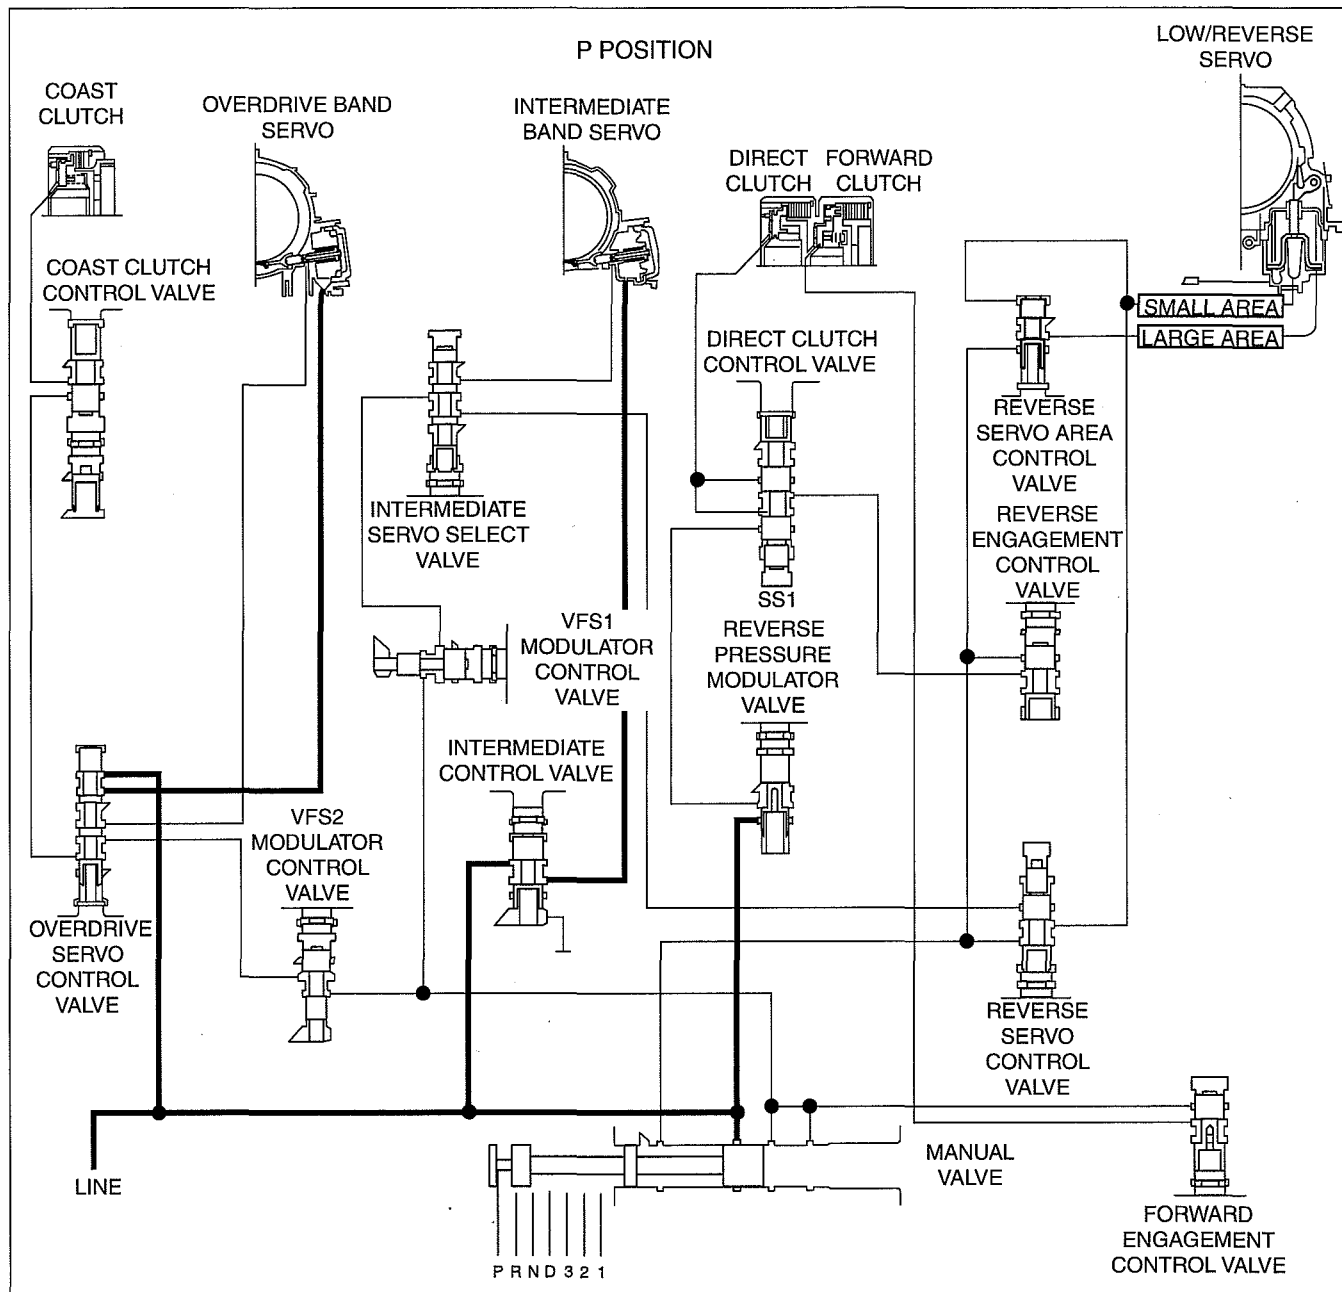 P POSITION
LOW/REVERSE
SERVO
COAST
CLUTCH
OVERDRIVE BAND
SERVO
INTERMEDIATE
BAND SERVO
DIRECT
CLUTCH
FORWARD
CLUTCH
COAST CLUTCH
CONTROL VALVE
SMALL AREA
LARGE AREA
DIRECT CLUTCH
CONTROL VALVE
REVERSE
SERVO AREA
CONTROL
VALVE
INTERMEDIATE
SERVO SELECT
VALVE
REVERSE
ENGAGEMENT
CONTROL
VALVE
SS1
VFS1
MODULATOR
CONTROL
VALVE
REVERSE
PRESSURE
MODULATOR
VALVE
INTERMEDIATE
CONTROL VALVE
VFS2
MODULATOR
CONTROL
VALVE
OVERDRIVE
SERVO
CONTROL
VALVE
REVERSE
SERVO
CONTROL
VALVE
LINE
MANUAL
VALVE
FORWARD
ENGAGEMENT
CONTROL VALVE
P R N D 3 2 1